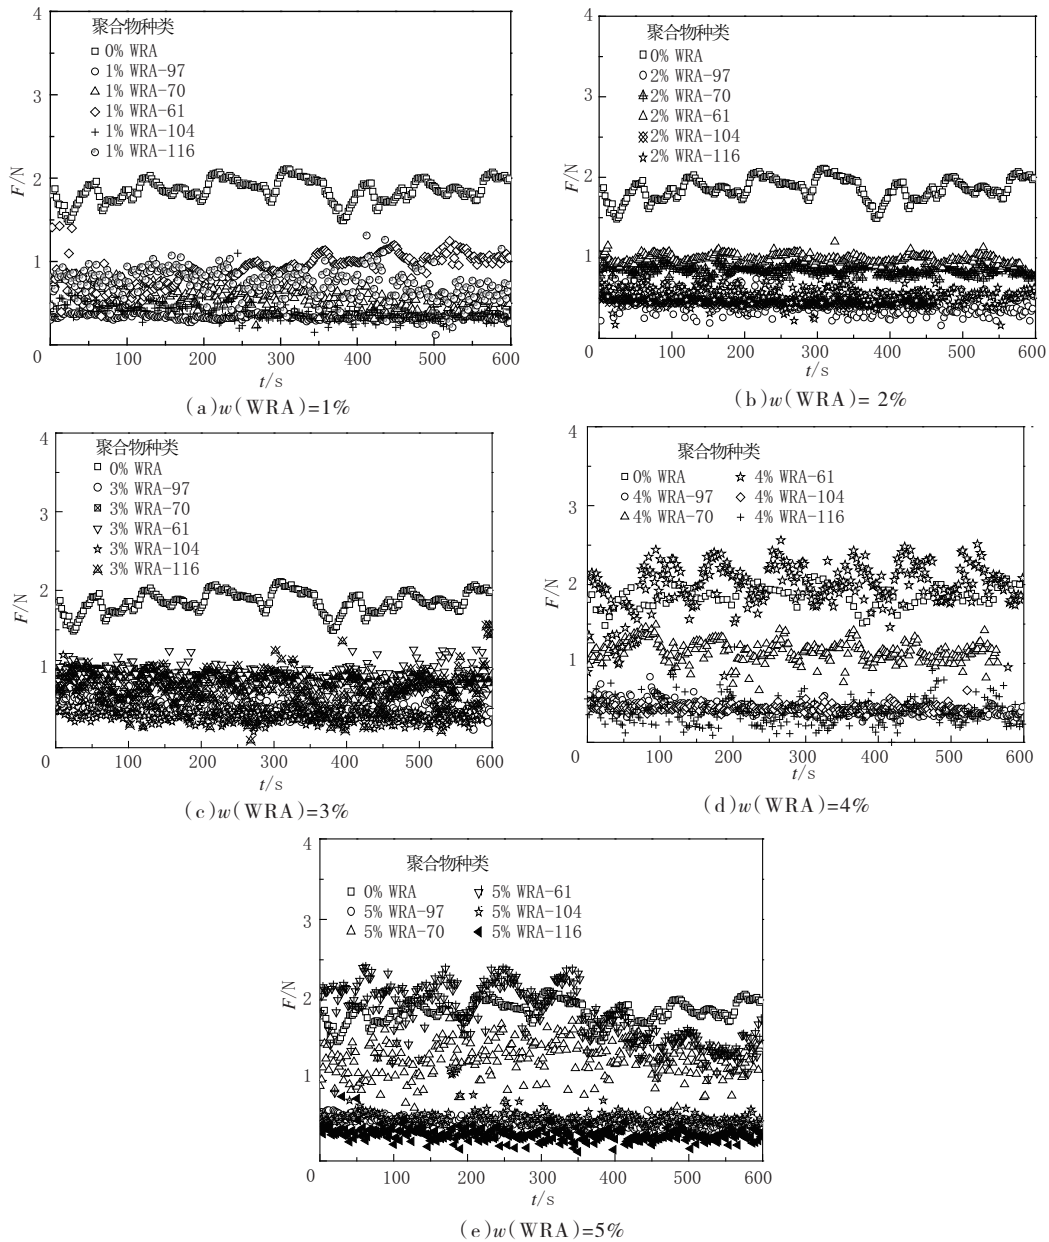 聚合物种类
0% WRA
1% WRA-97
1% WRA-70
1% WRA-61
1% WRA-104
1% WRA-116
4
3
2
1
0
F/N
0 100 200 300 400 500 600
t/s
(a)w(WRA)=1%
聚合物种类
0% WRA
2% WRA-97
2% WRA-70
2% WRA-61
2% WRA-104
2% WRA-116
4
3
2
1
F/N
0 100 200 300 400 500 600
t/s
(b)w(WRA)= 2%
聚合物种类
0% WRA
3% WRA-97
3% WRA-70
3% WRA-61
3% WRA-104
3% WRA-116
4
3
2
1
F/N
0 100 200 300 400 500 600
t/s
(c)w(WRA)=3%
聚合物种类
0% WRA 4% WRA-61
4% WRA-97 4% WRA-104
4% WRA-70 4% WRA-116
4
3
2
1
F/N
0 100 200 300 400 500 600
t/s
(d)w(WRA)=4%
聚合物种类
0% WRA 5% WRA-61
5% WRA-97 5% WRA-104
5% WRA-70 5% WRA-116
4
3
2
1
F/N
0 100 200 300 400 500 600
t/s
(e)w(WRA)=5%